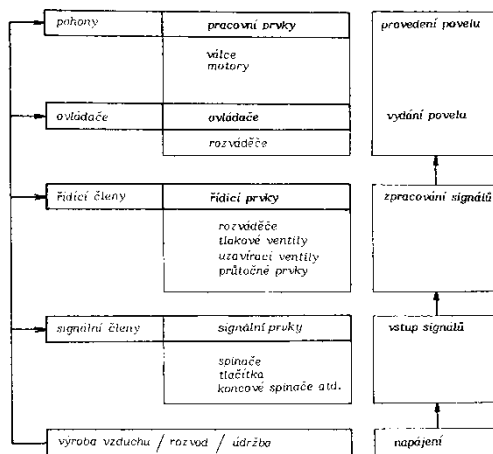 pohony pracovní prvky provedení povelu
válce
motory
ovládače ovládače vydání povelu
rozváděče
řídící členy řídicí prvky zpracování signálů
rozváděče
tlakové ventily
uzavírací ventily
průtočné prvky
signální členy signální prvky vstup signálů
spínače
tlačítka
koncové spínače atd.
výroba vzduchu / rozvod / údržba napájení